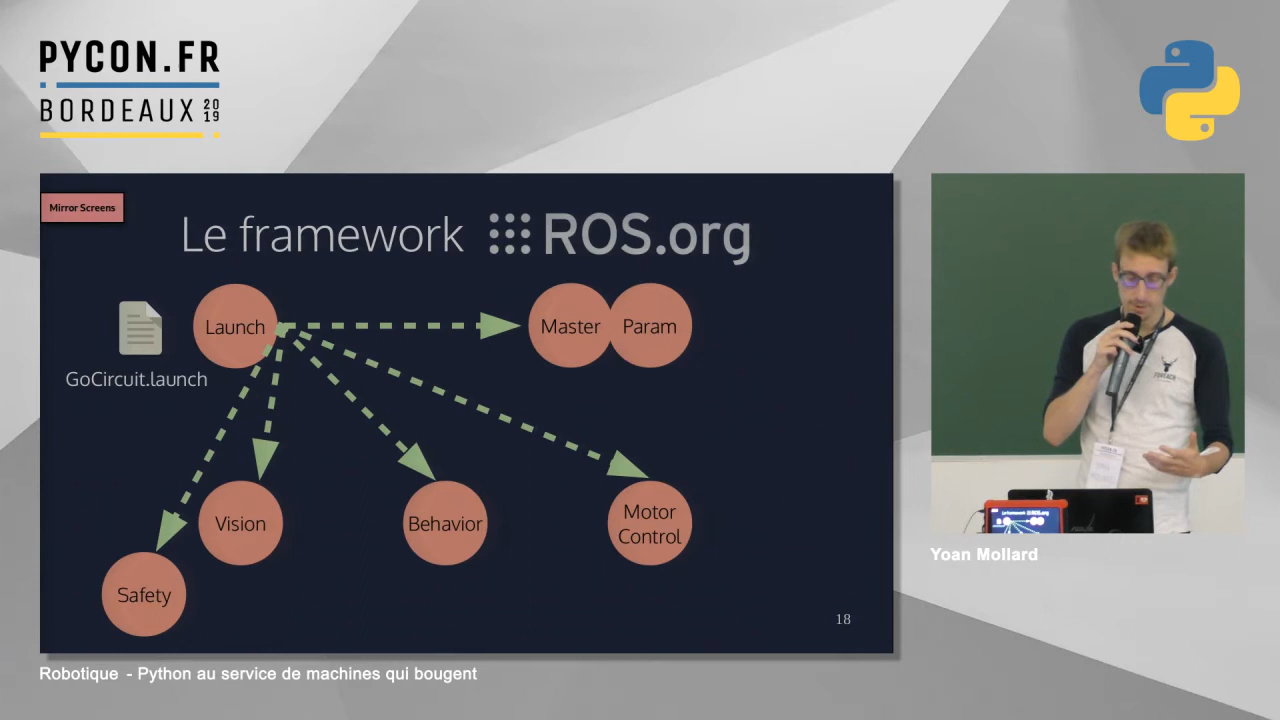 PYCON.FR
BORDEAUX 2019
Mirror Screens
Le framework ROS.org
Launch
Master
Param
GoCircuit.launch
Vision
Behavior
Motor
Control
Safety
18
Yoan Mollard
Robotique - Python au service de machines qui bougent